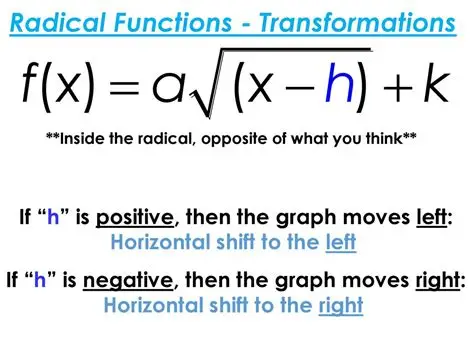 Radical Functions - Transformations
f(x) = a√(x − h) + k
**Inside the radical, opposite of what you think**
If “h” is positive, then the graph moves left:
Horizontal shift to the left
If “h” is negative, then the graph moves right:
Horizontal shift to the right